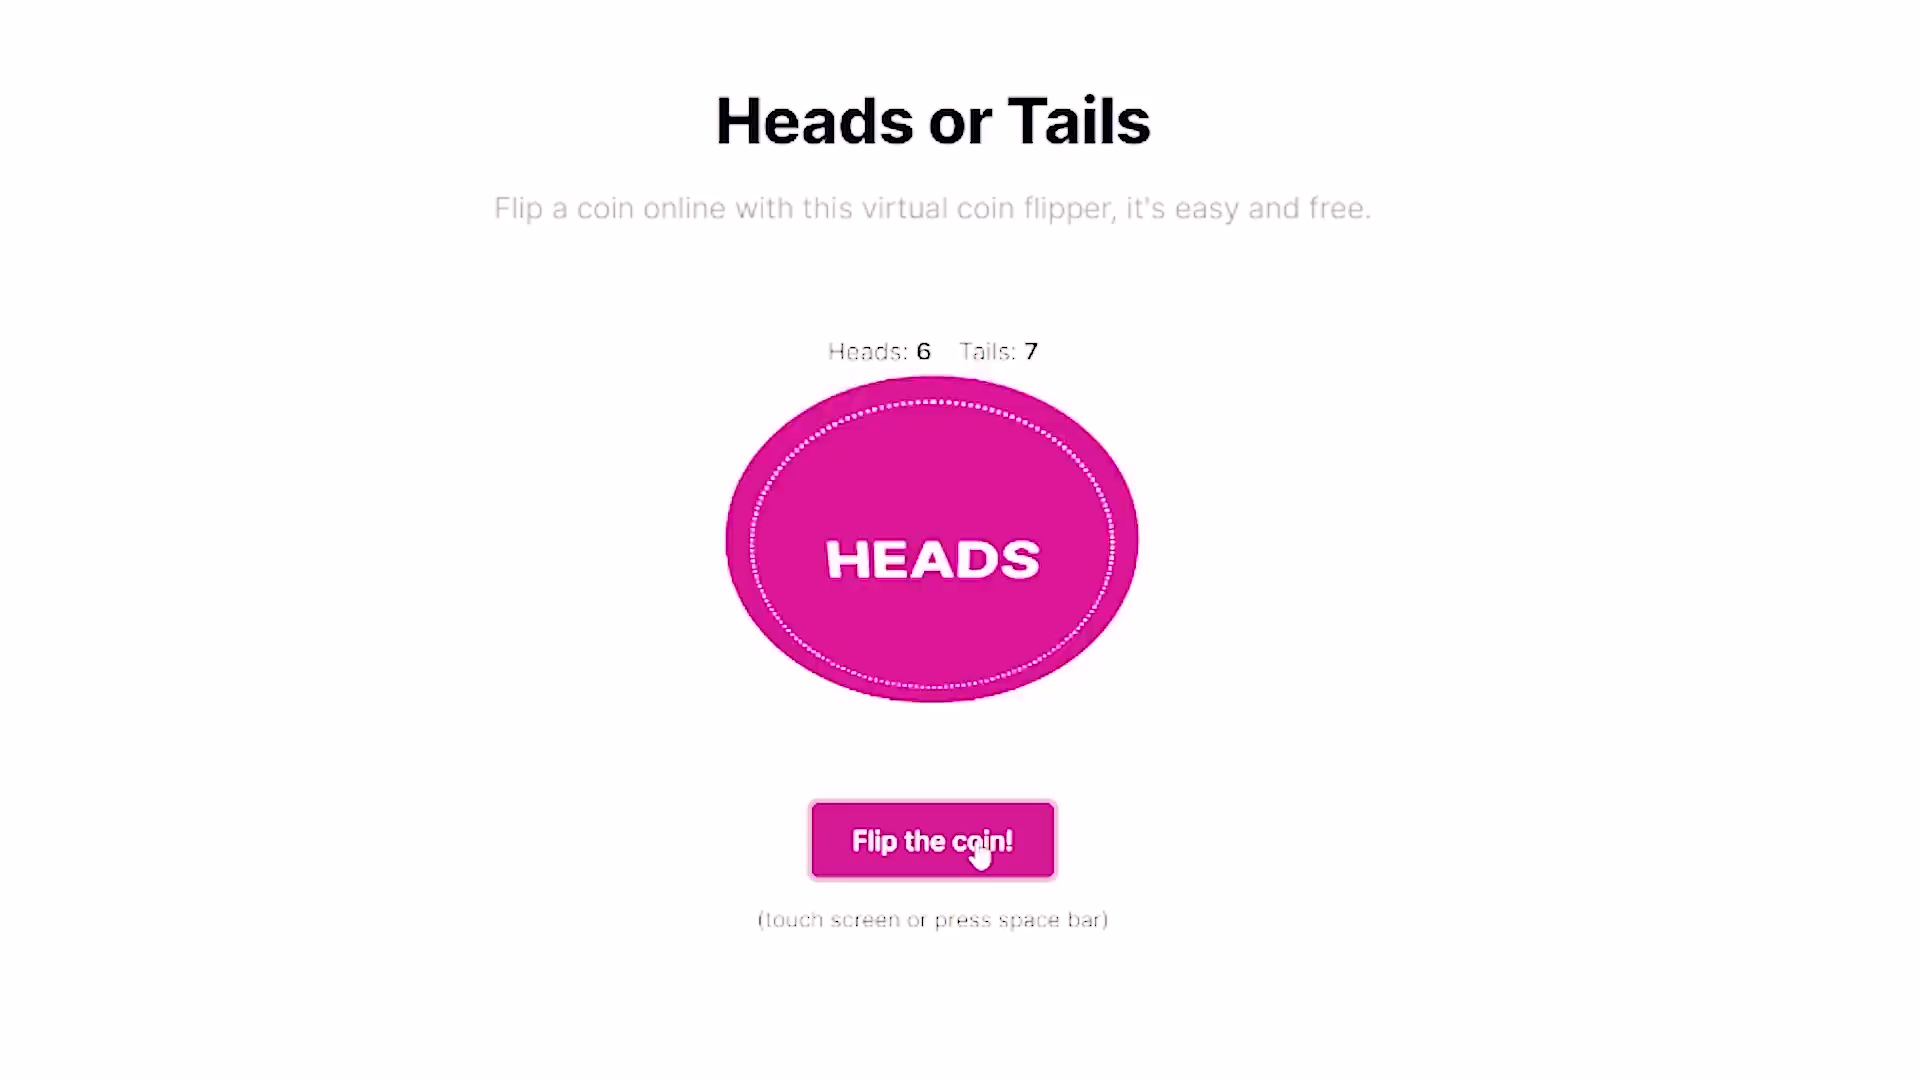 Heads or Tails
Flip a coin online with this virtual coin flipper, it's easy and free.
Heads: 6 Tails: 7
HEADS
Flip the coin!
(touch screen or press space bar)